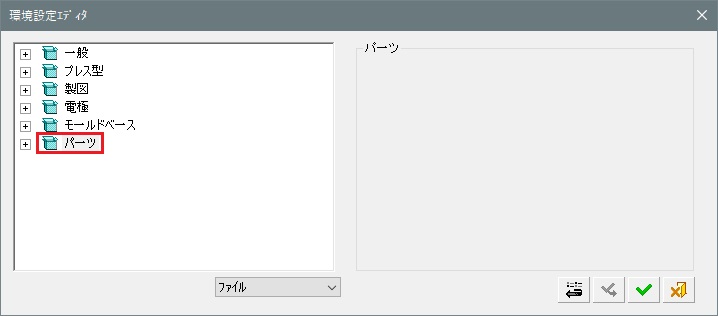 環境設定ｴﾃﾞｨﾀ
一般
ﾌﾟﾚｽ型
製図
電極
ﾓｰﾙﾄﾞﾍﾞｰｽ
ﾊﾟｰﾂ
ﾊﾟｰﾂ
ﾌｧｲﾙ